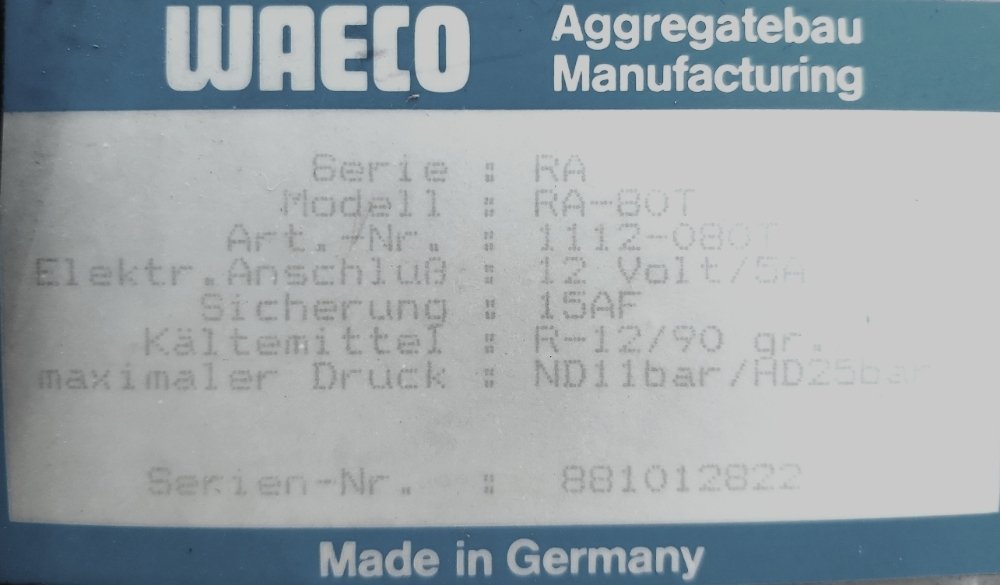 WAECO
Aggregatebau
Manufacturing
Serie : RA
Modell : RA-80T
Art.-Nr. : 1112-080T
Elektr.Anschluß : 12 Volt/5A
Sicherung : 15AF
Kältemittel : R-12/90 gr.
maximaler Druck : ND11bar/HD25bar
Serien-Nr. : 881012822
Made in Germany